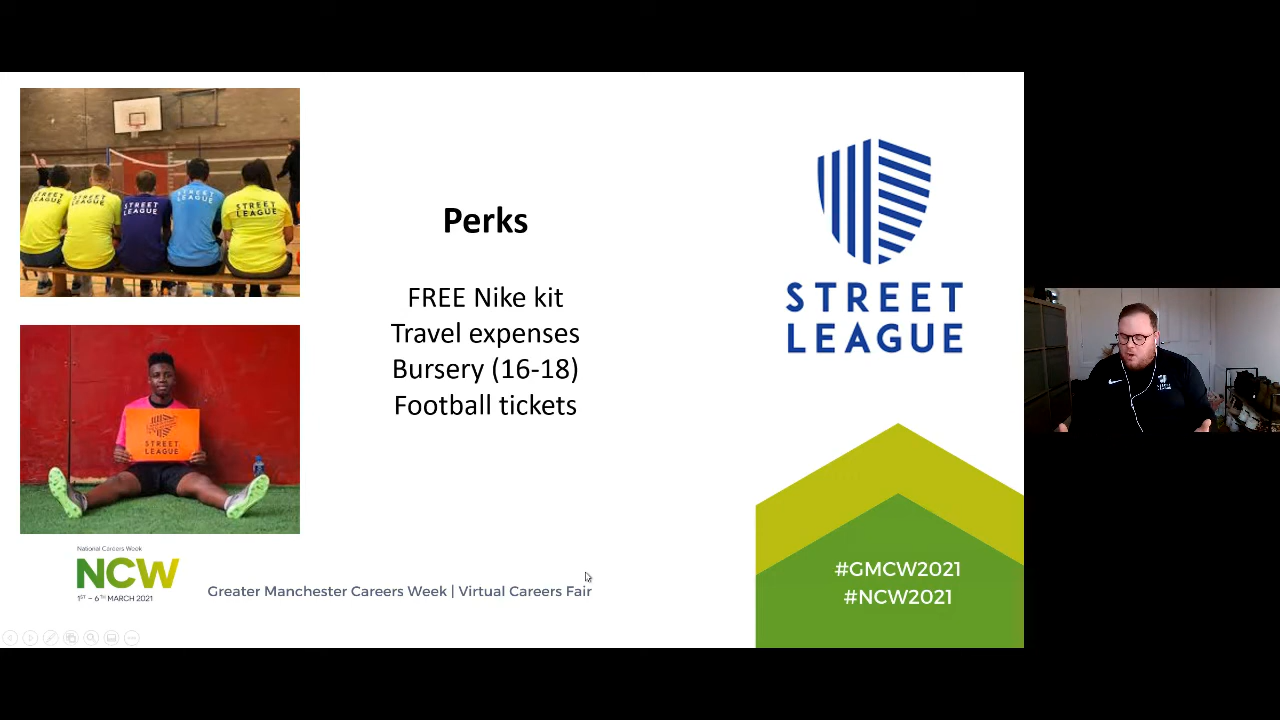 STREET
LEAGUE
STREET
LEAGUE
STREET
LEAGUE
STREET
LEAGUE
STREET
LEAGUE
Perks
FREE Nike kit
Travel expenses
Bursery (16-18)
Football tickets
STREET
LEAGUE
STREET
LEAGUE
National Careers Week
NCW
1ST – 6TH MARCH 2021
Greater Manchester Careers Week | Virtual Careers Fair
#GMCW2021
#NCW2021